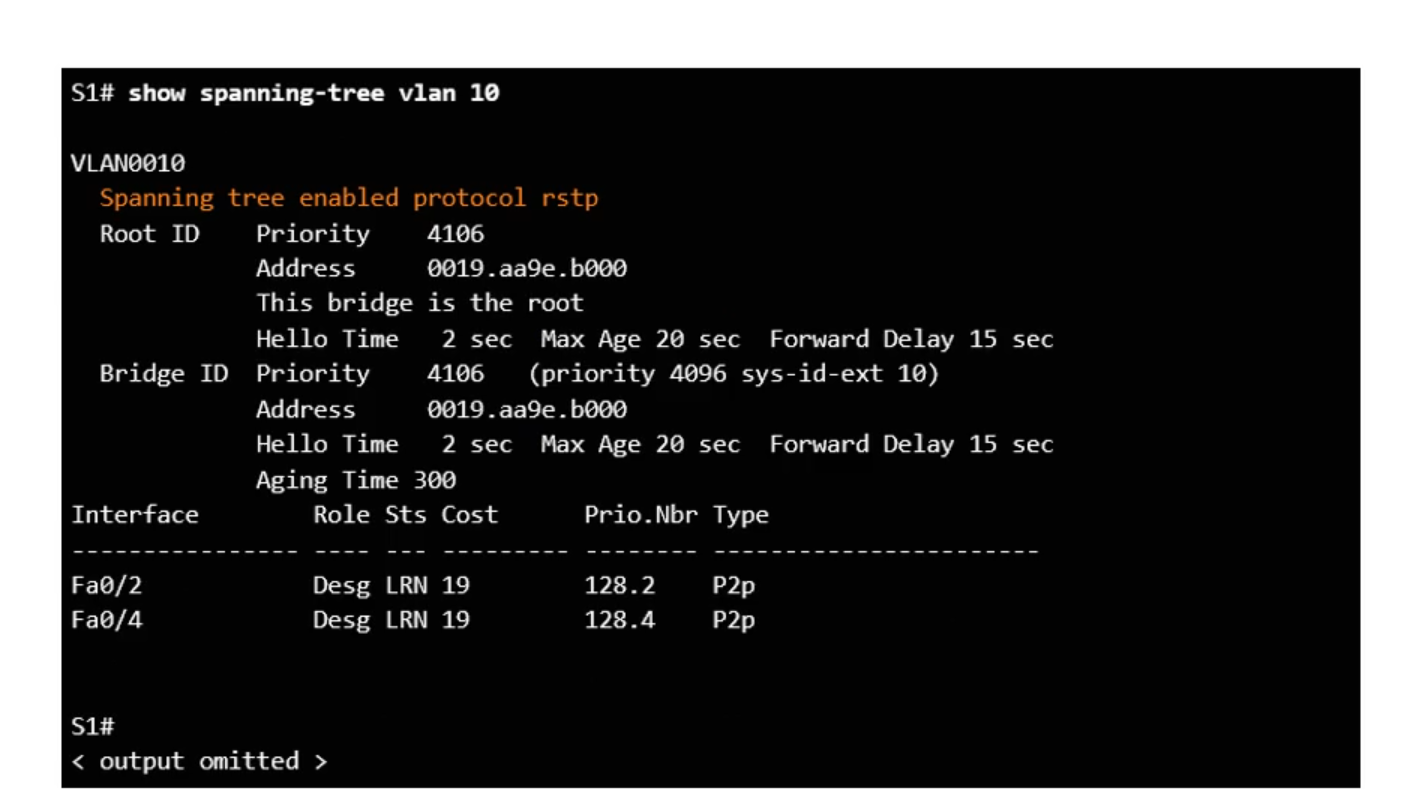 S1# show spanning-tree vlan 10
VLAN0010
Spanning tree enabled protocol rstp
Root ID Priority 4106
Address 0019.aa9e.b000
This bridge is the root
Hello Time 2 sec Max Age 20 sec Forward Delay 15 sec
Bridge ID Priority 4106 (priority 4096 sys-id-ext 10)
Address 0019.aa9e.b000
Hello Time 2 sec Max Age 20 sec Forward Delay 15 sec
Aging Time 300
Interface Role Sts Cost Prio.Nbr Type
---------------- ---- --- --------- -------- -----------------------
Fa0/2 Desg LRN 19 128.2 P2p
Fa0/4 Desg LRN 19 128.4 P2p
S1#
< output omitted >